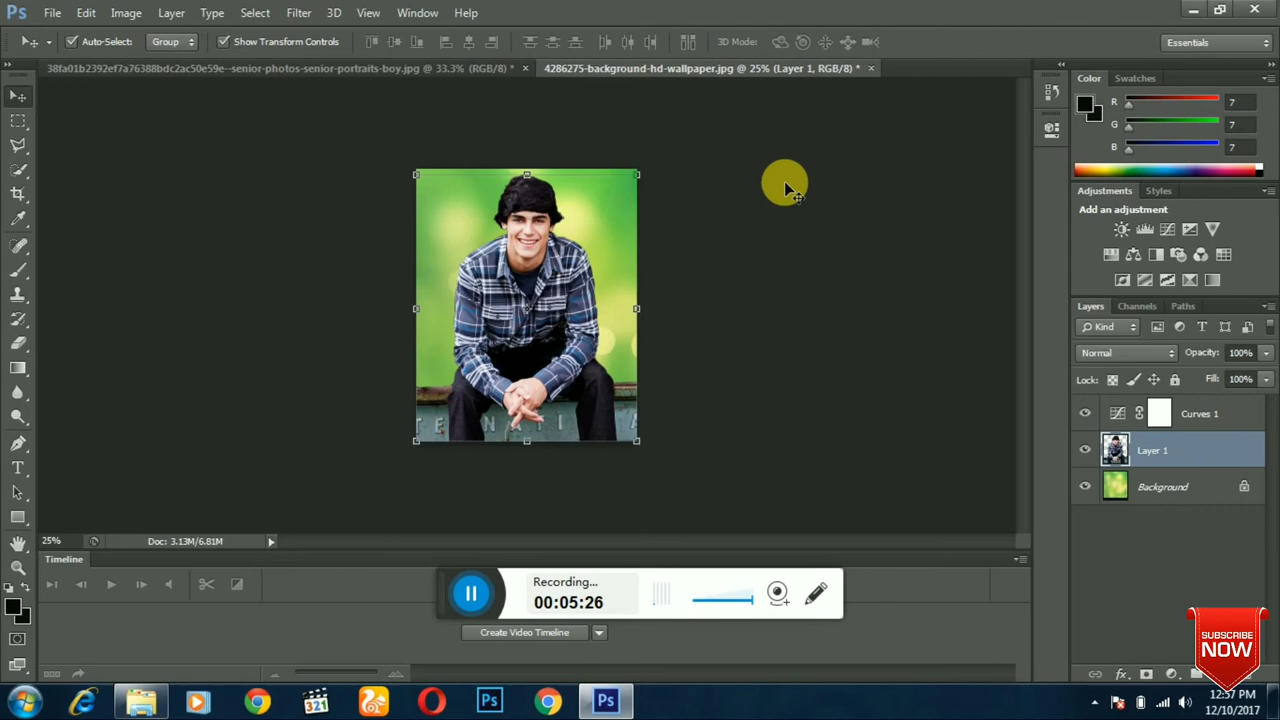 Ps File Edit Image Layer Type Select Filter 3D View Window Help
Auto-Select: Group Show Transform Controls 3D Mode: Essentials
38fa01b2392ef7a76388bdc2ac50e59e--senior-photos-senior-portraits-boy.jpg @ 33.3% (RGB/8) * × 4286275-background-hd-wallpaper.jpg @ 25% (Layer 1, RGB/8) * ×
Color Swatches
R 7
G 7
B 7
Adjustments Styles
Add an adjustment
Layers Channels Paths
Kind
Normal Opacity: 100%
Lock: Fill: 100%
Curves 1
Layer 1
Background
TENNATI A
25% Doc: 3.13M/6.81M
Timeline
Recording...
00:05:26
Create Video Timeline
SUBSCRIBE
NOW
321 Ps Ps
12:57 PM
12/10/2017